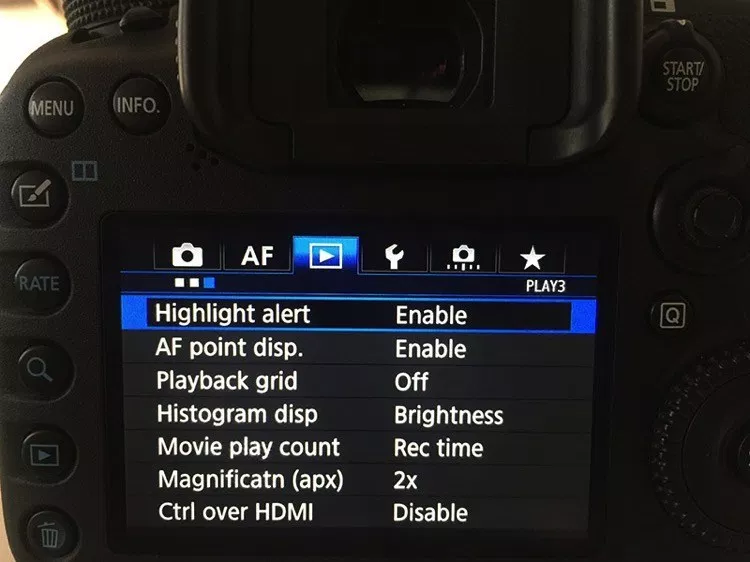 START/
STOP
MENU
INFO.
RATE
Q
AF
PLAY3
Highlight alert Enable
AF point disp. Enable
Playback grid Off
Histogram disp Brightness
Movie play count Rec time
Magnificatn (apx) 2x
Ctrl over HDMI Disable